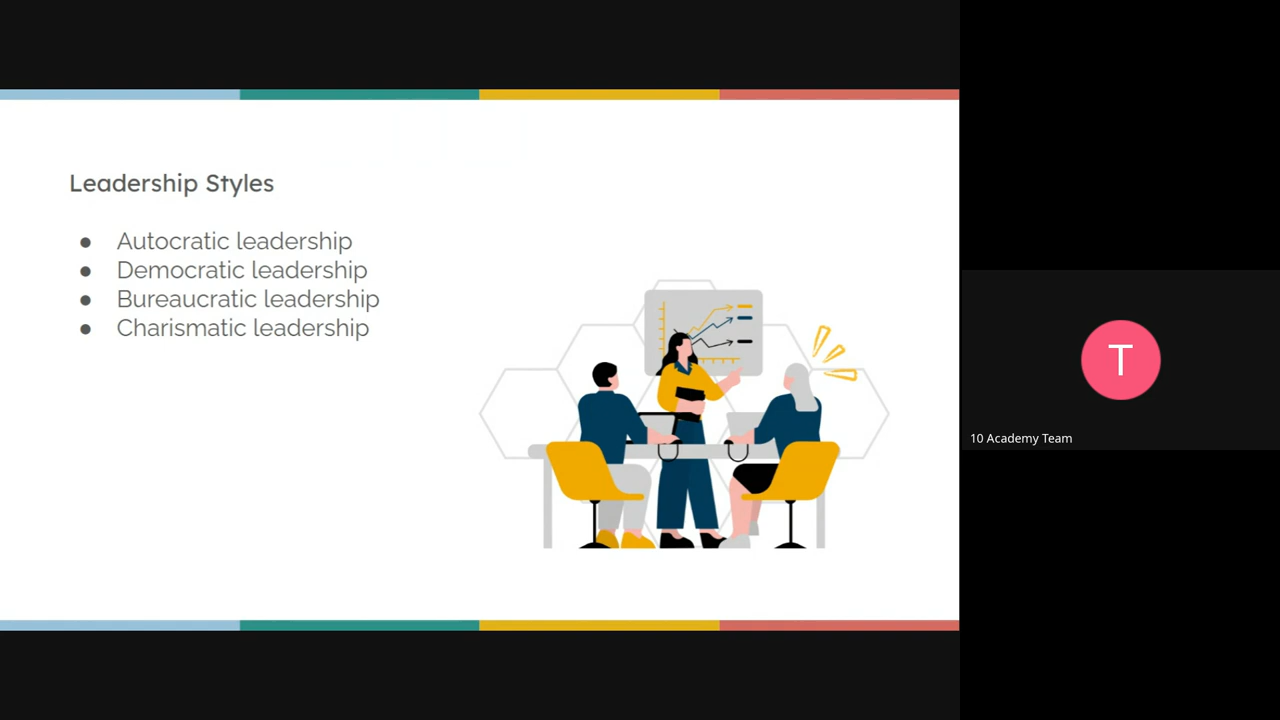 Leadership Styles
● Autocratic leadership
● Democratic leadership
● Bureaucratic leadership
● Charismatic leadership
T
10 Academy Team